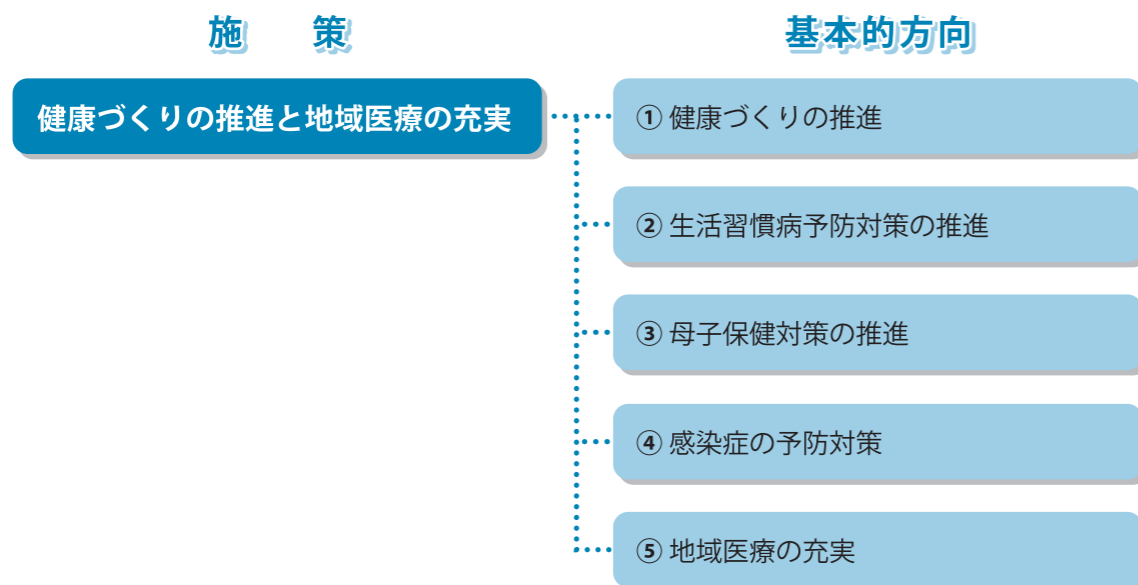 施　策
基本的方向
健康づくりの推進と地域医療の充実
① 健康づくりの推進
② 生活習慣病予防対策の推進
③ 母子保健対策の推進
④ 感染症の予防対策
⑤ 地域医療の充実